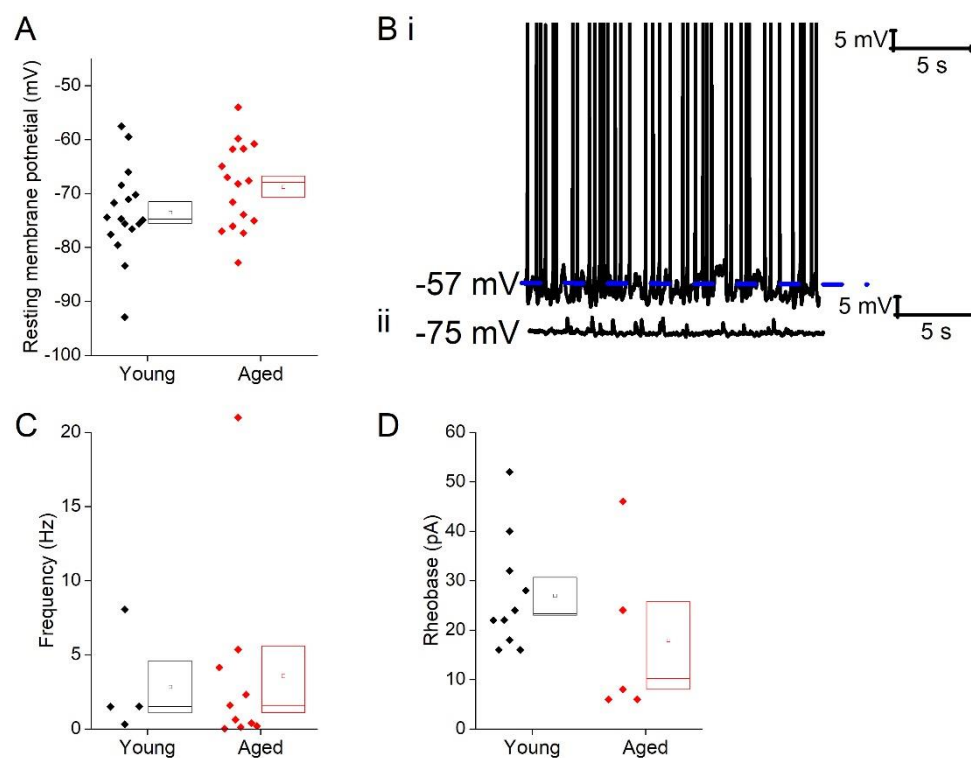 A
Resting membrane potnetial (mV)
-50
-60
-70
-80
-90
-100
Young
Aged
B i
5 mV
5 s
-57 mV
ii
-75 mV
5 mV
5 s
C
Frequency (Hz)
20
15
10
5
0
Young
Aged
D
Rheobase (pA)
60
50
40
30
20
10
0
Young
Aged